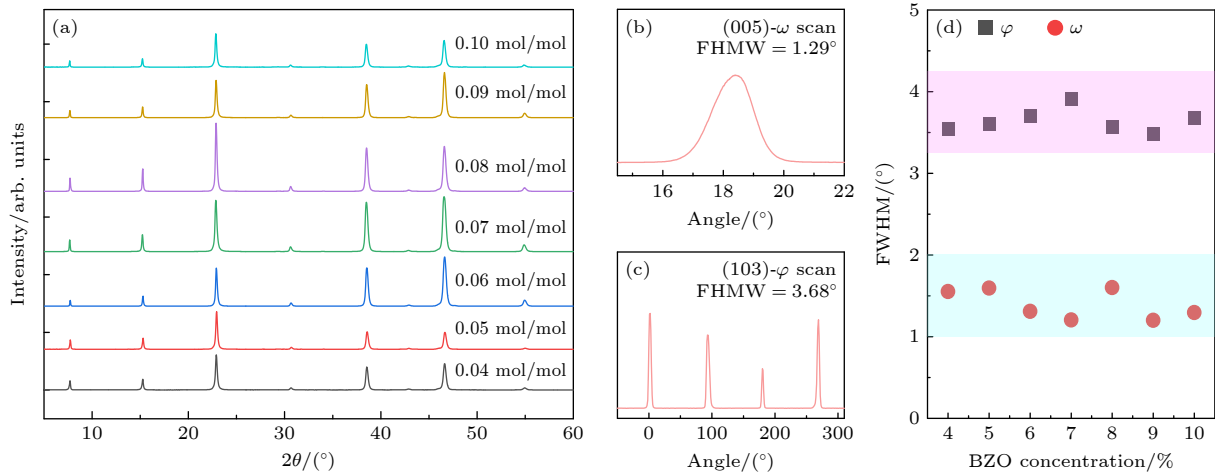 (a)
0.10 mol/mol
0.09 mol/mol
0.08 mol/mol
0.07 mol/mol
0.06 mol/mol
0.05 mol/mol
0.04 mol/mol
Intensity/arb. units
10 20 30 40 50 60
2θ/(°)
(b)
(005)-ω scan
FHMW = 1.29°
16 18 20 22
Angle/(°)
(c)
(103)-φ scan
FHMW = 3.68°
0 100 200 300
Angle/(°)
(d)
φ ω
FWHM/(°)
5
4
3
2
1
0
4 5 6 7 8 9 10
BZO concentration/%